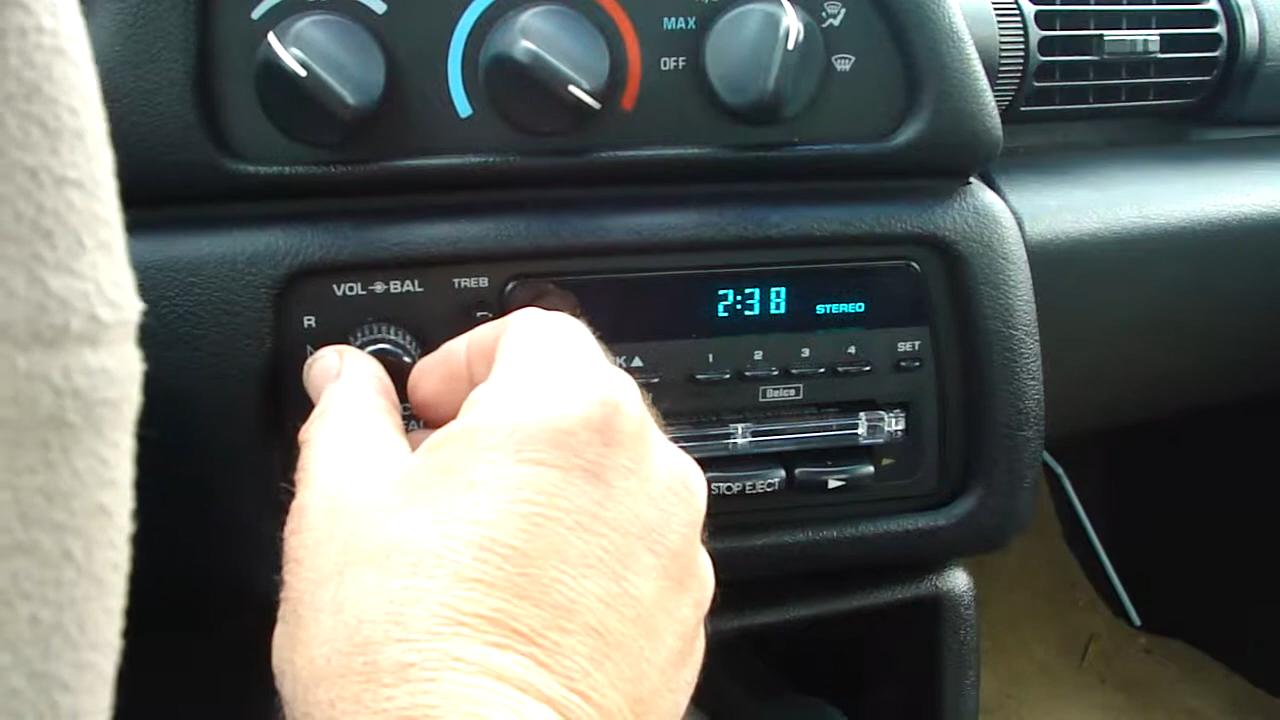 MAX
OFF
VOL BAL
TREB
R
2:38
STEREO
1
2
3
4
SET
Delco
STOP EJECT